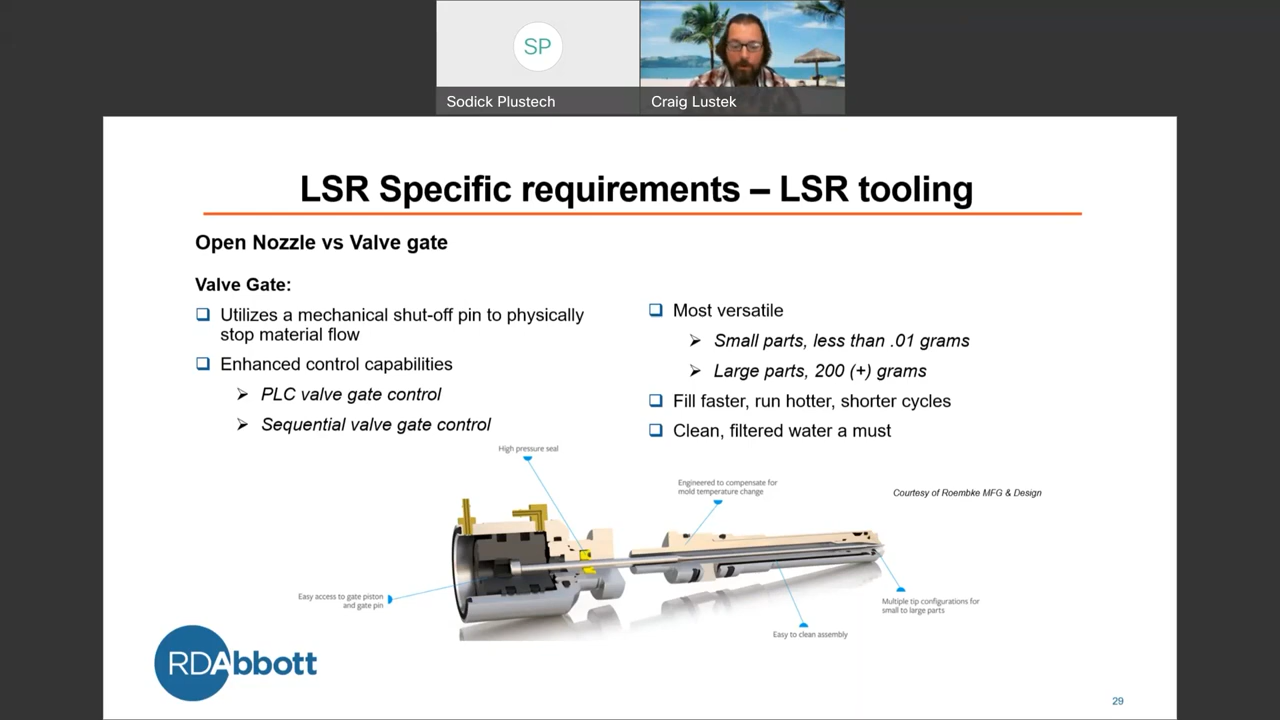 SP
Sodick Plustech
Craig Lustek
LSR Specific requirements – LSR tooling
Open Nozzle vs Valve gate
Valve Gate:
Utilizes a mechanical shut-off pin to physically
stop material flow
Enhanced control capabilities
PLC valve gate control
Sequential valve gate control
Most versatile
Small parts, less than .01 grams
Large parts, 200 (+) grams
Fill faster, run hotter, shorter cycles
Clean, filtered water a must
High pressure seal
Engineered to compensate for
mold temperature change
Courtesy of Roembke MFG & Design
Easy access to gate piston
and gate pin
Multiple tip configurations for
small to large parts
Easy to clean assembly
RDAbbott
29